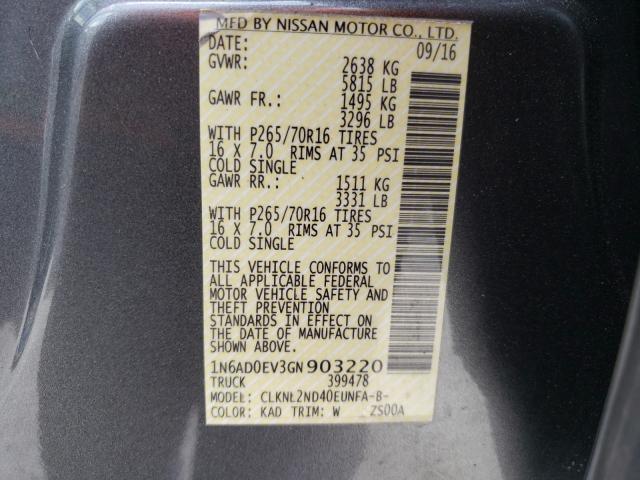 MFD BY NISSAN MOTOR CO., LTD.
DATE: 09/16
GVWR: 2638 KG
5815 LB
GAWR FR.: 1495 KG
3296 LB
WITH P265/70R16 TIRES
16 X 7.0 RIMS AT 35 PSI
COLD SINGLE
GAWR RR.: 1511 KG
3331 LB
WITH P265/70R16 TIRES
16 X 7.0 RIMS AT 35 PSI
COLD SINGLE
THIS VEHICLE CONFORMS TO
ALL APPLICABLE FEDERAL
MOTOR VEHICLE SAFETY AND
THEFT PREVENTION
STANDARDS IN EFFECT ON
THE DATE OF MANUFACTURE
1N6AD0EV3GN903220
TRUCK 399478
MODEL: CLKNL2ND40EUNFA-B-
COLOR: KAD TRIM: W ZS00A